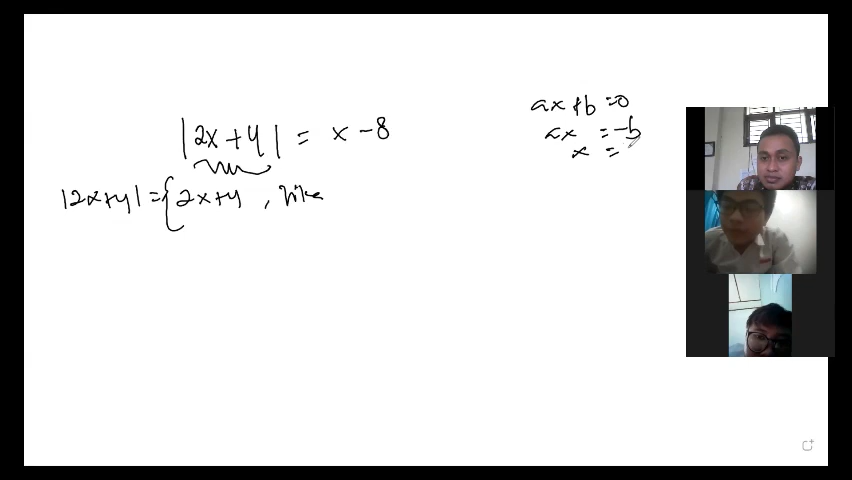 |2x+4| = x-8
|2x+4| = { 2x+4 , jika
ax+b=0
ax = -b
x =